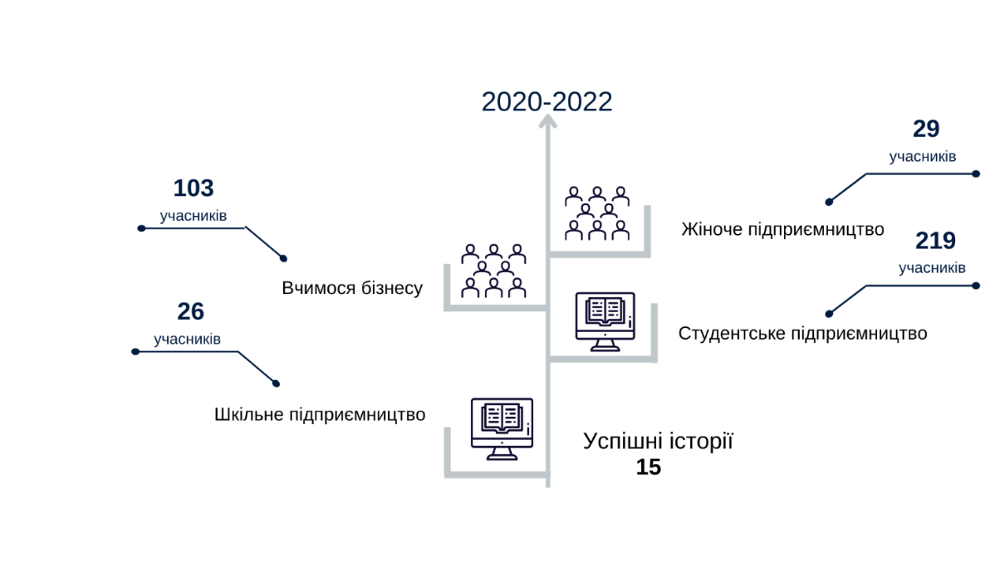 2020-2022
103
учасників
Вчимося бізнесу
26
учасників
Шкільне підприємництво
29
учасників
Жіноче підприємництво
219
учасників
Студентське підприємництво
Успішні історії
15